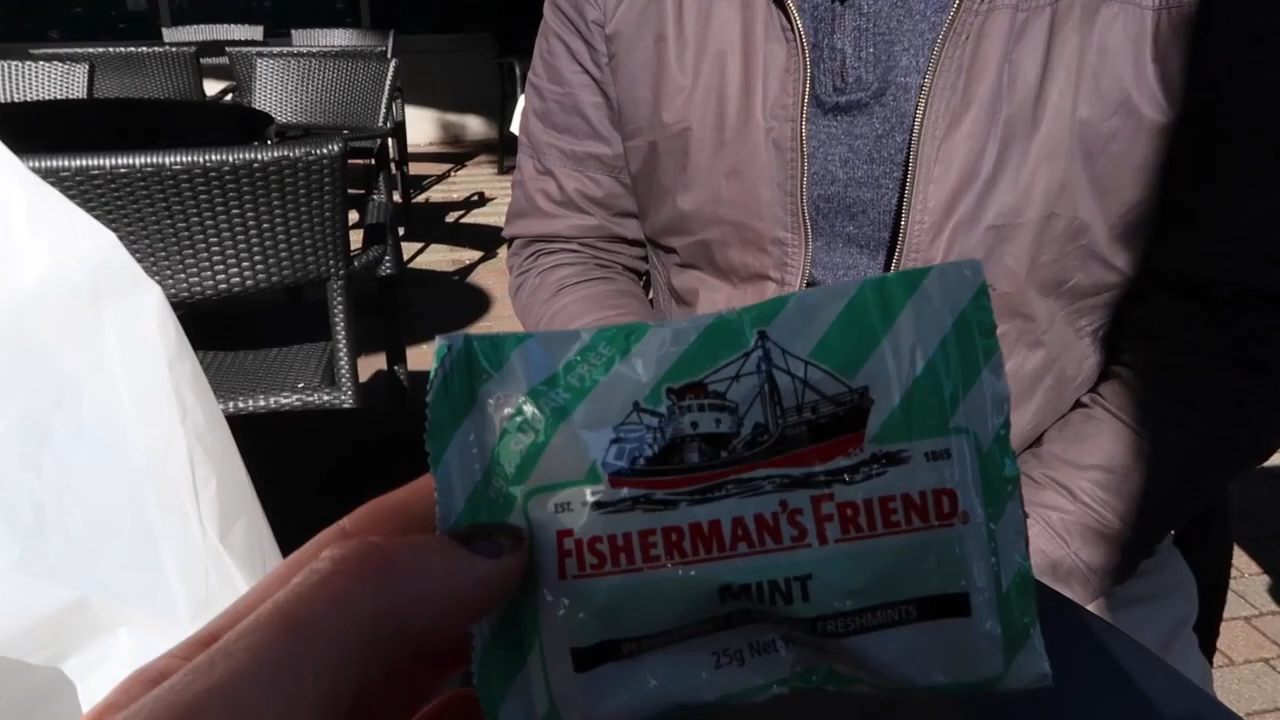 SUGAR FREE
EST. 1865
FISHERMAN'S FRIEND®
MINT
FRESHMINTS
25g Net